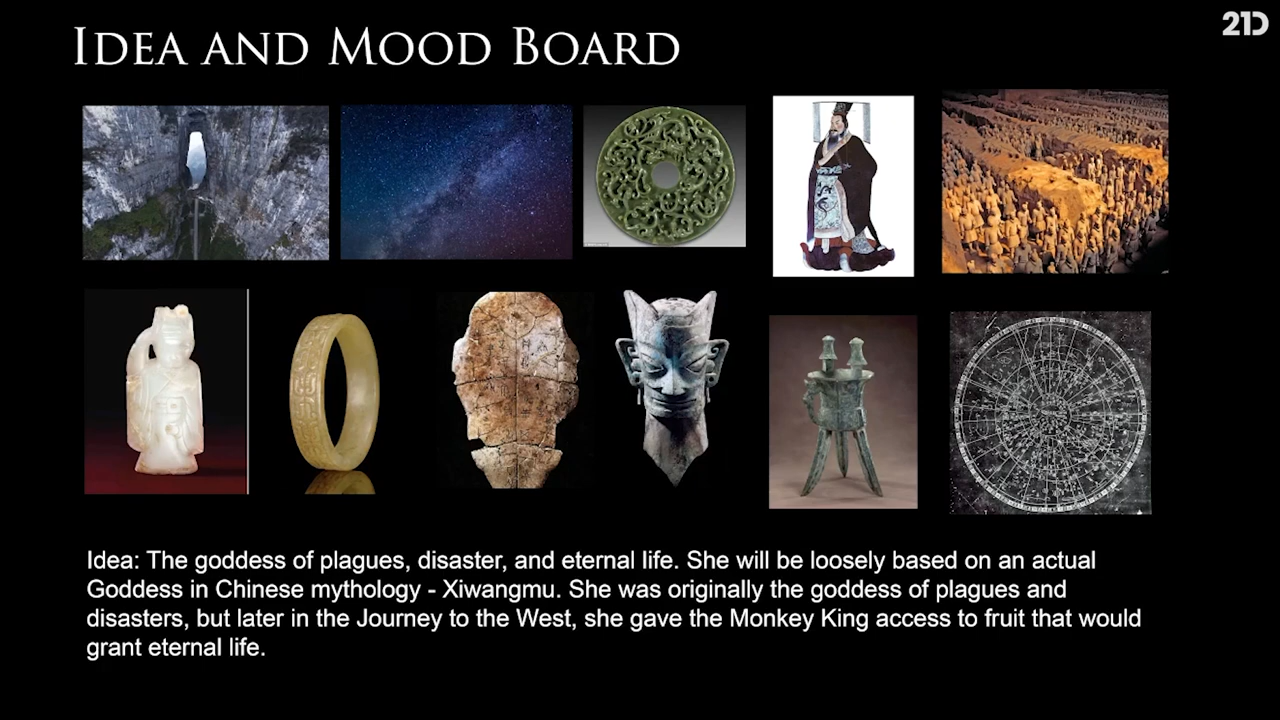 IDEA AND MOOD BOARD
21D
Idea: The goddess of plagues, disaster, and eternal life. She will be loosely based on an actual
Goddess in Chinese mythology - Xiwangmu. She was originally the goddess of plagues and
disasters, but later in the Journey to the West, she gave the Monkey King access to fruit that would
grant eternal life.